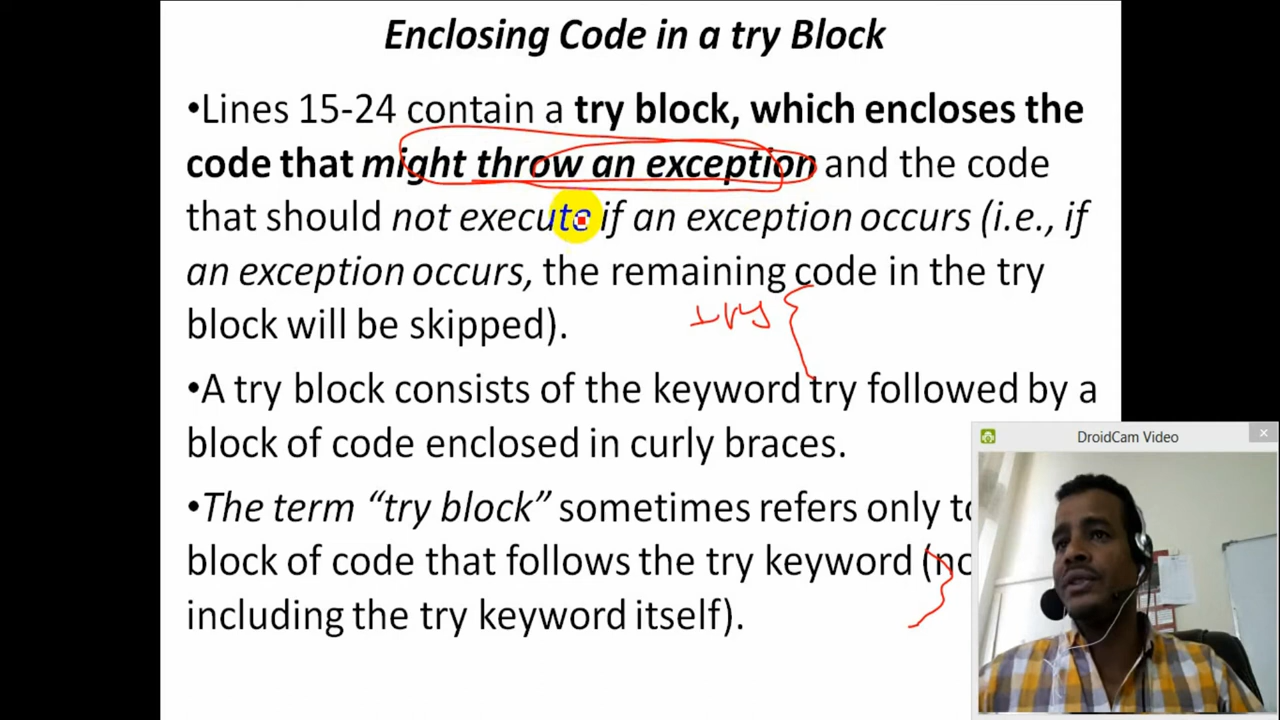 Enclosing Code in a try Block
•Lines 15-24 contain a try block, which encloses the
code that might throw an exception and the code
that should not execute if an exception occurs (i.e., if
an exception occurs, the remaining code in the try
try {
block will be skipped).
•A try block consists of the keyword try followed by a
block of code enclosed in curly braces.
DroidCam Video
•The term “try block” sometimes refers only to
block of code that follows the try keyword (no
}
including the try keyword itself).